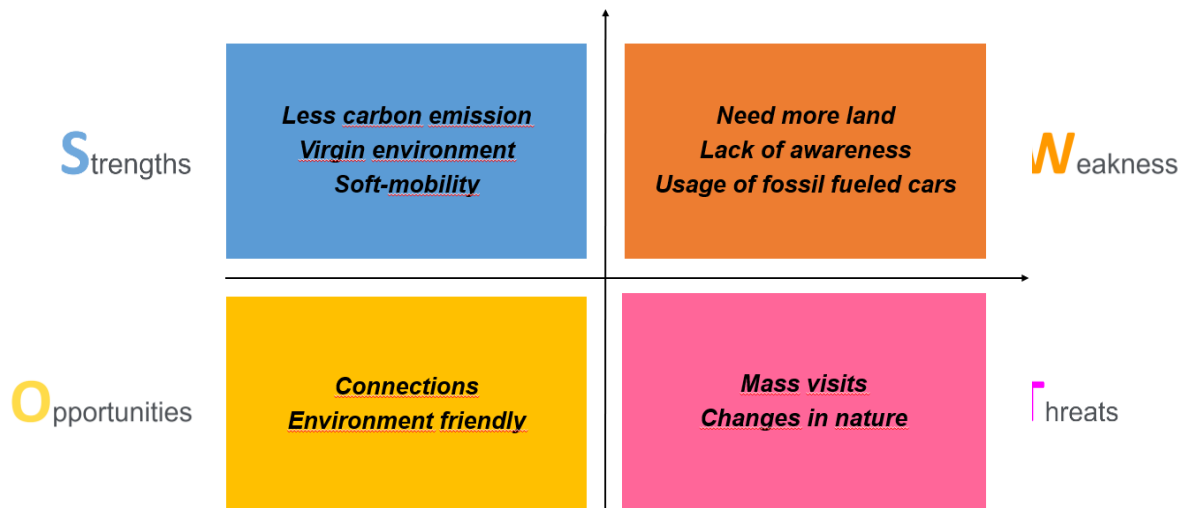 Strengths
Less carbon emission
Virgin environment
Soft-mobility
Need more land
Lack of awareness
Usage of fossil fueled cars
Weakness
Opportunities
Connections
Environment friendly
Mass visits
Changes in nature
Threats